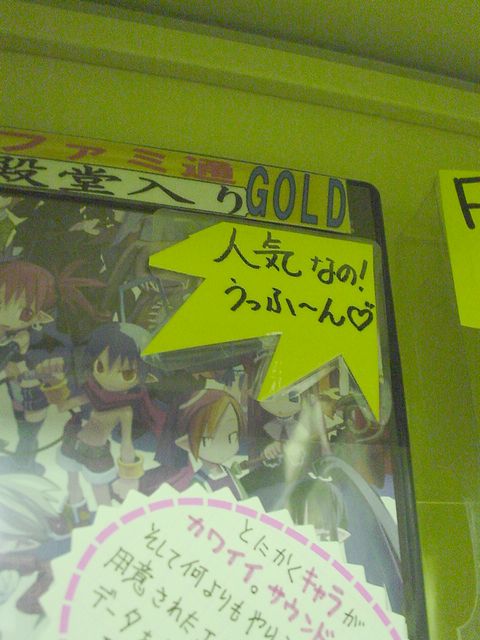 ファミ通
殿堂入りGOLD
人気なの!
うっふ～ん♡
とにかくキャラが
カワイイ。サウンド
そして何よりもやり
用意された
データ